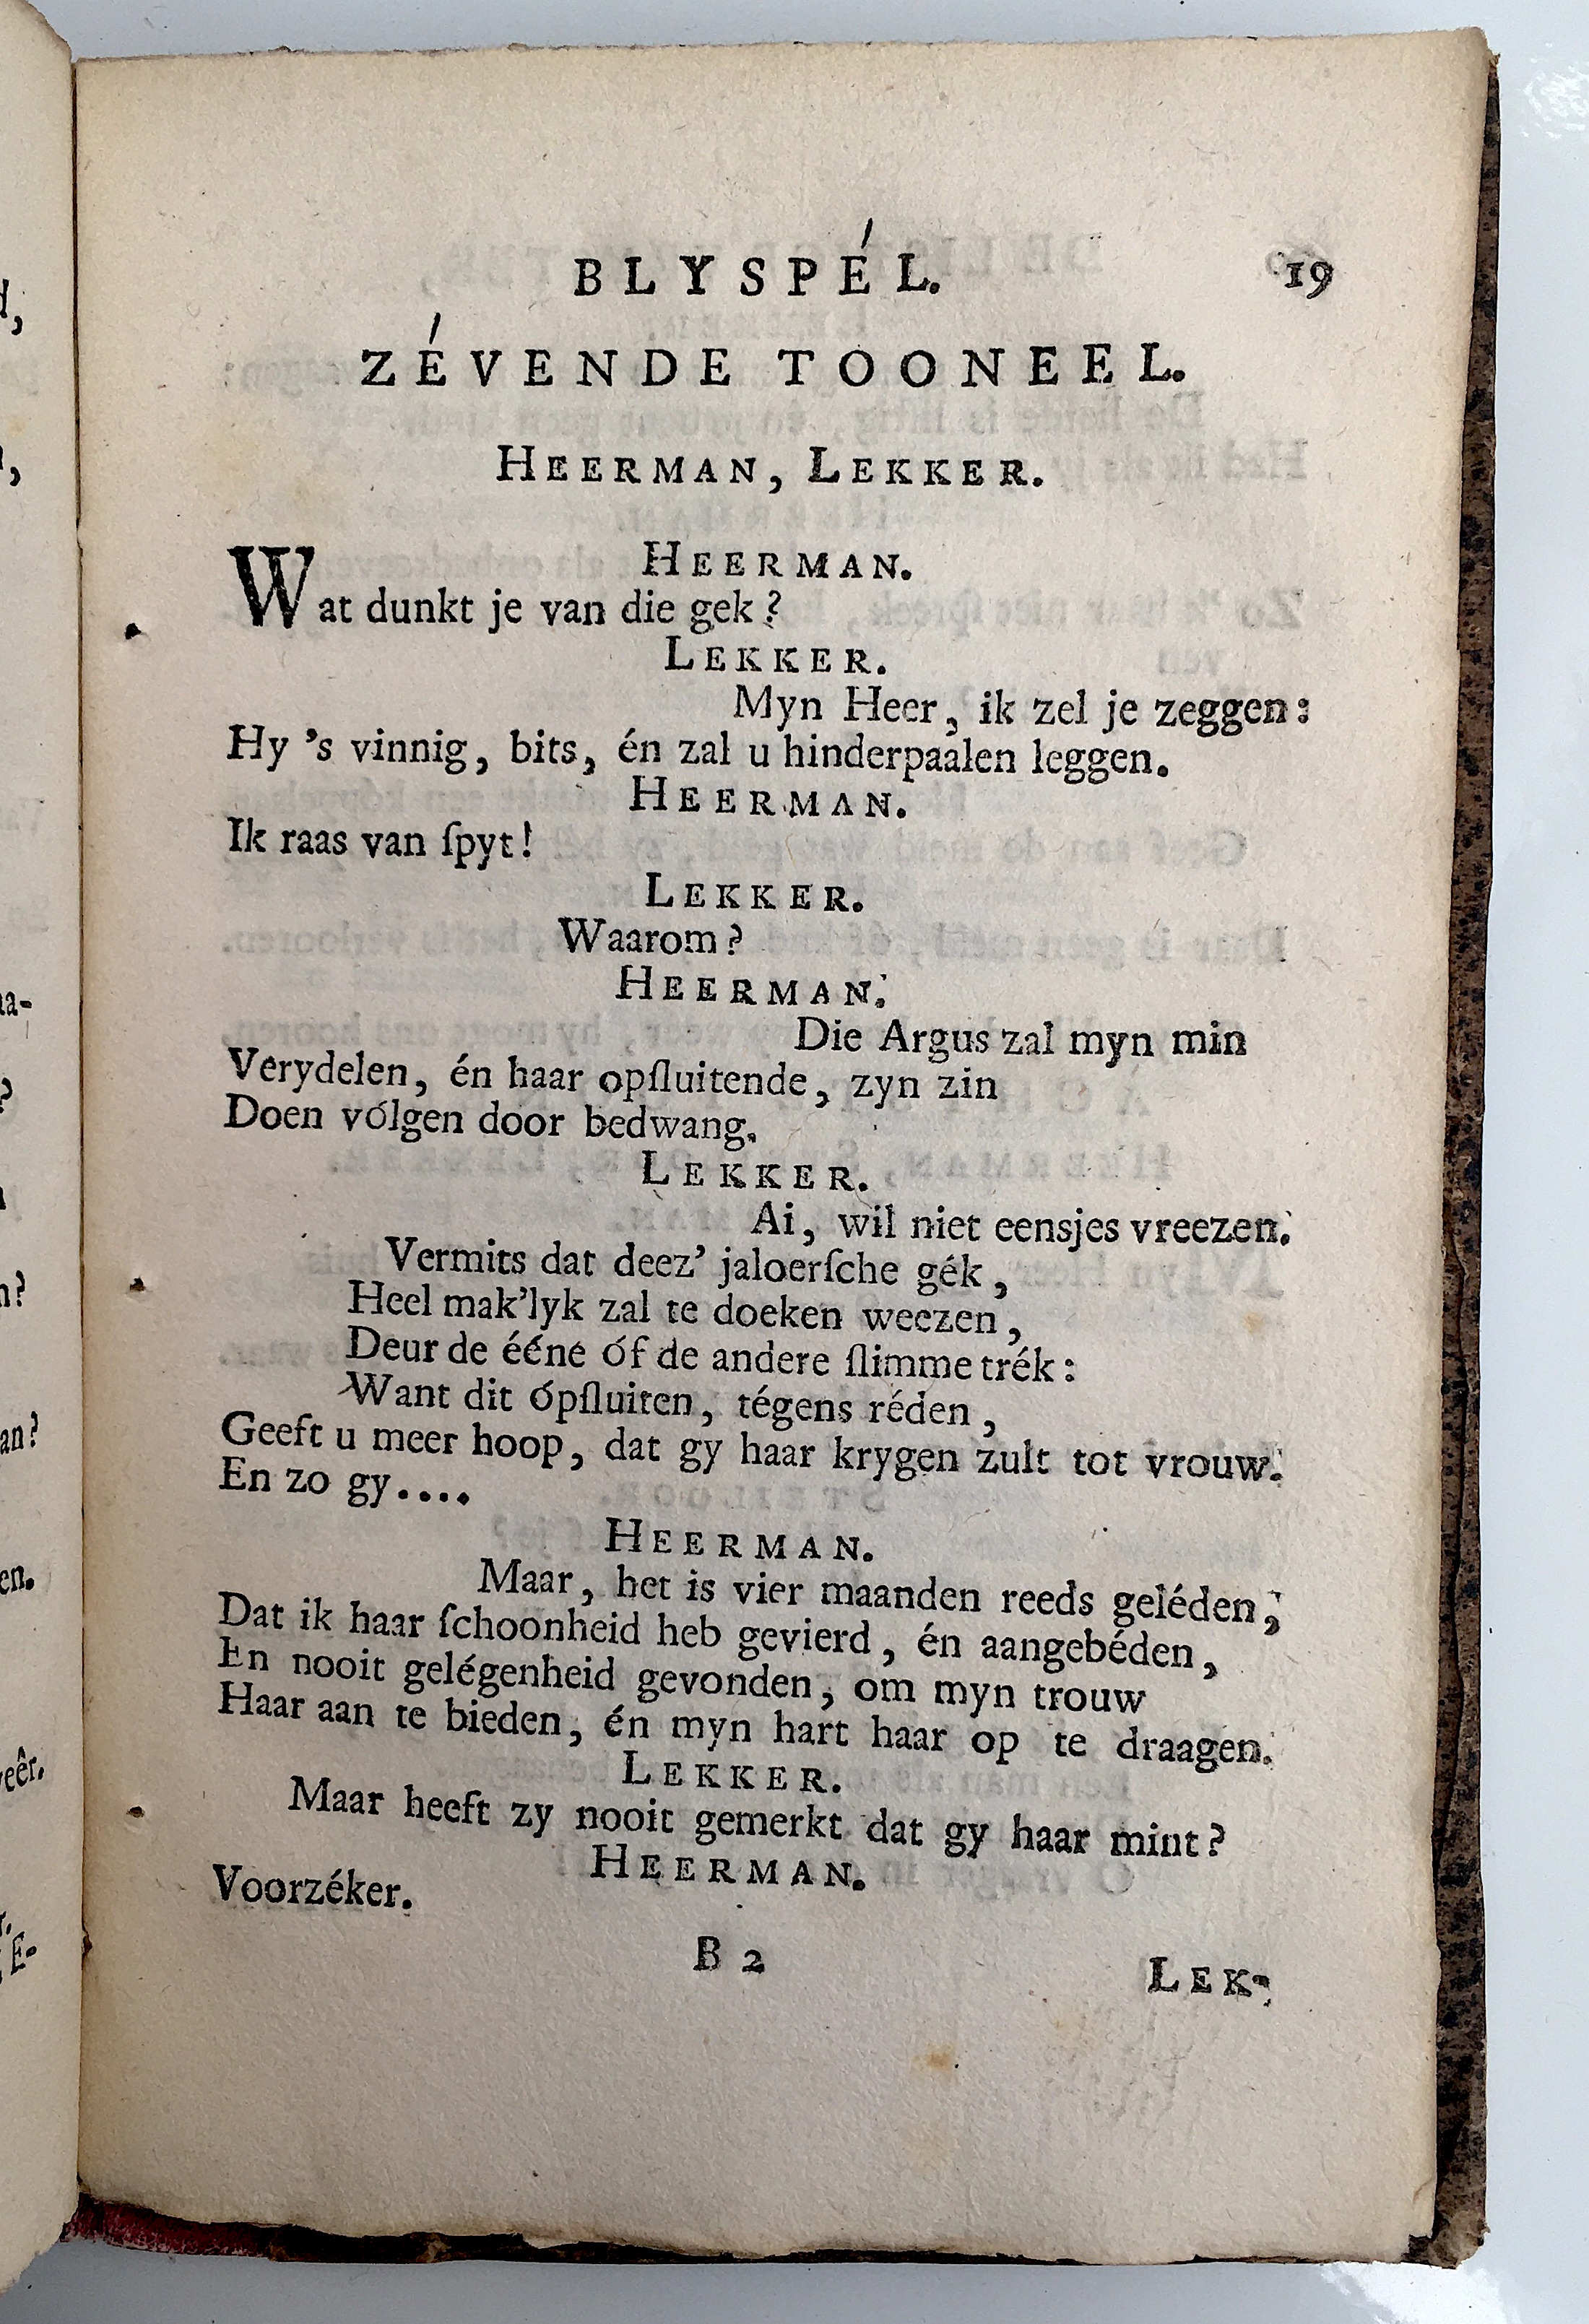 BLYSPÉL. 19
ZÉVENDE TOONEEL.
HEERMAN, LEKKER.
HEERMAN.
Wat dunkt je van die gek?
LEKKER.
Myn Heer, ik zel je zeggen:
Hy 's vinnig, bits, én zal u hinderpaalen leggen.
HEERMAN.
Ik raas van ſpyt!
LEKKER.
Waarom?
HEERMAN.
Die Argus zal myn min
Verydelen, én haar opſluitende, zyn zin
Doen vólgen door bedwang.
LEKKER.
Ai, wil niet eensjes vreezen.
Vermits dat deez' jaloerſche gék,
Heel mak'lyk zal te doeken weezen,
Deur de ééne óf de andere ſlimme trék:
Want dit ópſluiten, tégens réden,
Geeft u meer hoop, dat gy haar krygen zult tot vrouw.
En zo gy....
HEERMAN.
Maar, het is vier maanden reeds geléden,
Dat ik haar ſchoonheid heb gevierd, én aangebéden,
En nooit gelégenheid gevonden, om myn trouw
Haar aan te bieden, én myn hart haar op te draagen.
LEKKER.
Maar heeft zy nooit gemerkt dat gy haar mint?
HEERMAN.
Voorzéker.
B 2
LEK-